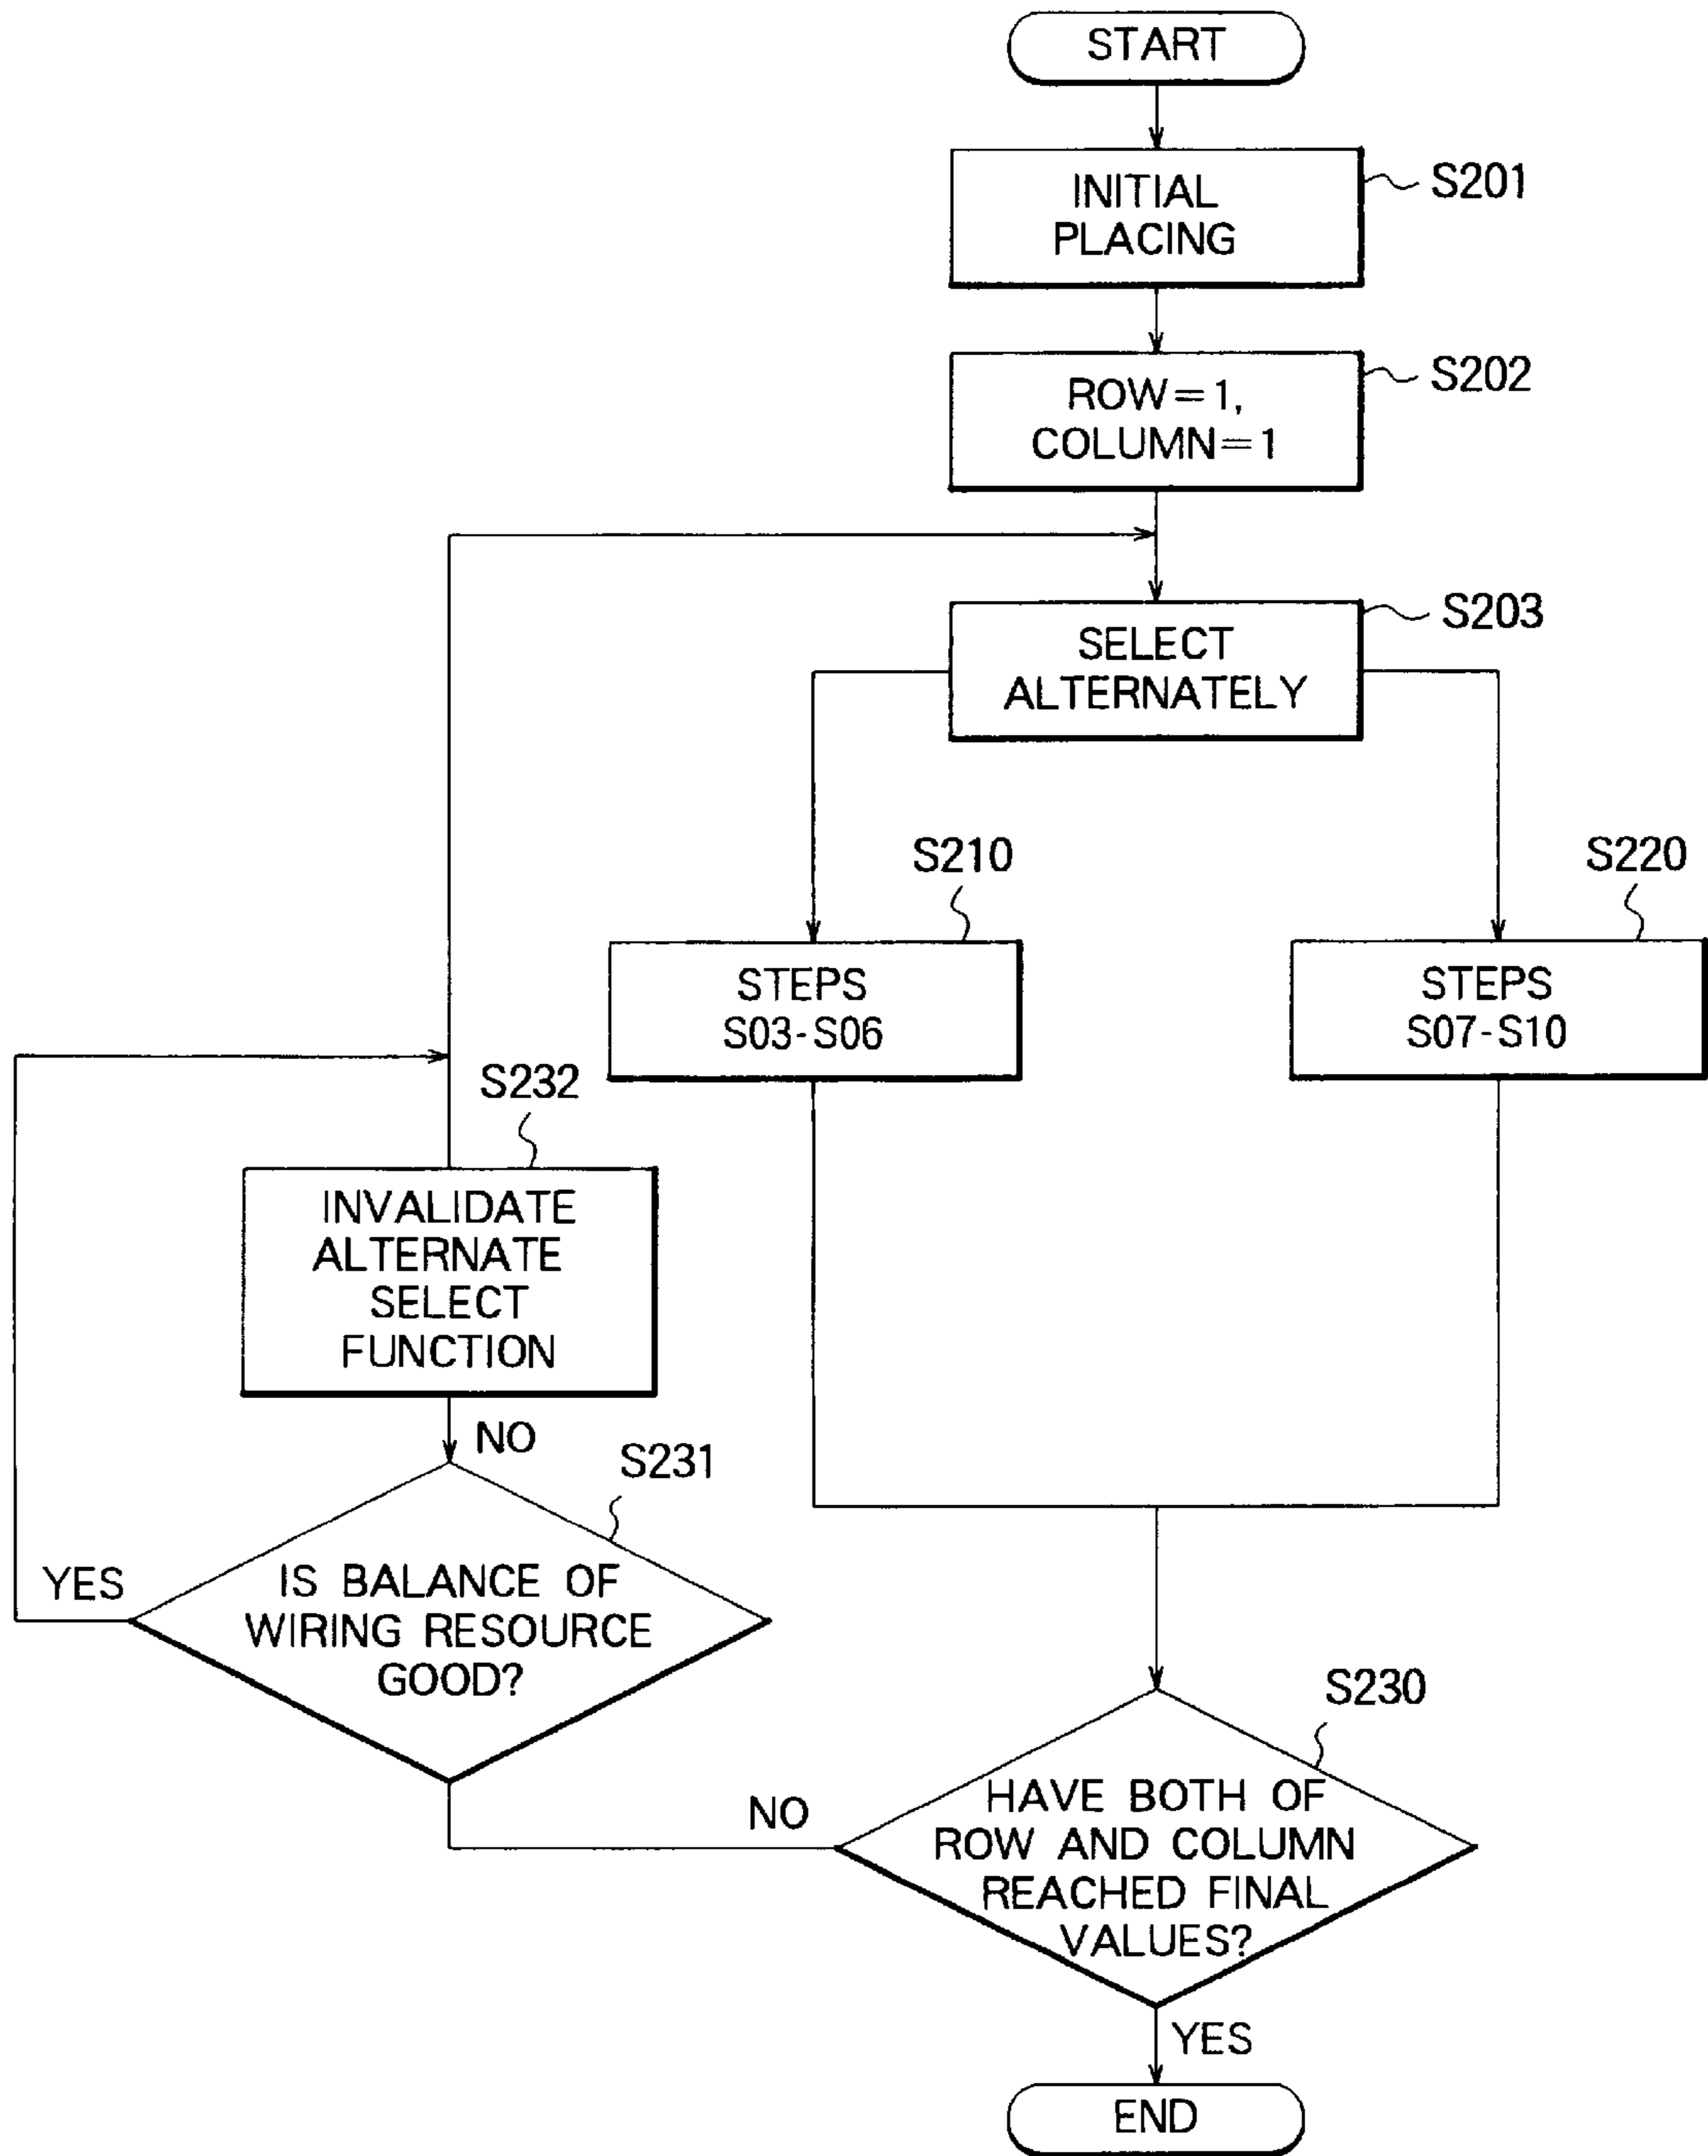 START
INITIAL
PLACING
S201
ROW=1,
COLUMN=1
S202
SELECT
ALTERNATELY
S203
S210
STEPS
S03-S06
S220
STEPS
S07-S10
S232
INVALIDATE
ALTERNATE
SELECT
FUNCTION
NO
S231
YES
IS BALANCE OF
WIRING RESOURCE
GOOD?
S230
NO
HAVE BOTH OF
ROW AND COLUMN
REACHED FINAL
VALUES?
YES
END